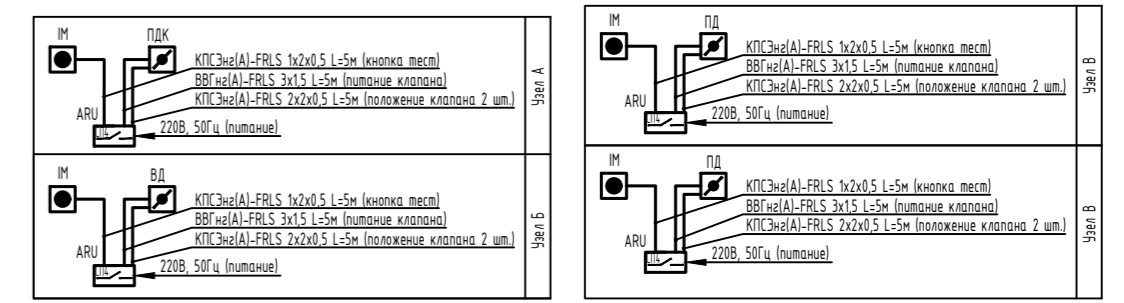 IM ПДК
КПСЭнг(А)-FRLS 1х2х0,5 L=5м (кнопка тест)
ВВГнг(А)-FRLS 3х1,5 L=5м (питание клапана)
КПСЭнг(А)-FRLS 2х2х0,5 L=5м (положение клапана 2 шт.)
ARU
220В, 50Гц (питание)
Узел А
IM ВД
КПСЭнг(А)-FRLS 1х2х0,5 L=5м (кнопка тест)
ВВГнг(А)-FRLS 3х1,5 L=5м (питание клапана)
КПСЭнг(А)-FRLS 2х2х0,5 L=5м (положение клапана 2 шт.)
ARU
220В, 50Гц (питание)
Узел Б
IM ПД
КПСЭнг(А)-FRLS 1х2х0,5 L=5м (кнопка тест)
ВВГнг(А)-FRLS 3х1,5 L=5м (питание клапана)
КПСЭнг(А)-FRLS 2х2х0,5 L=5м (положение клапана 2 шт.)
ARU
220В, 50Гц (питание)
Узел В
IM ПД
КПСЭнг(А)-FRLS 1х2х0,5 L=5м (кнопка тест)
ВВГнг(А)-FRLS 3х1,5 L=5м (питание клапана)
КПСЭнг(А)-FRLS 2х2х0,5 L=5м (положение клапана 2 шт.)
ARU
220В, 50Гц (питание)
Узел В